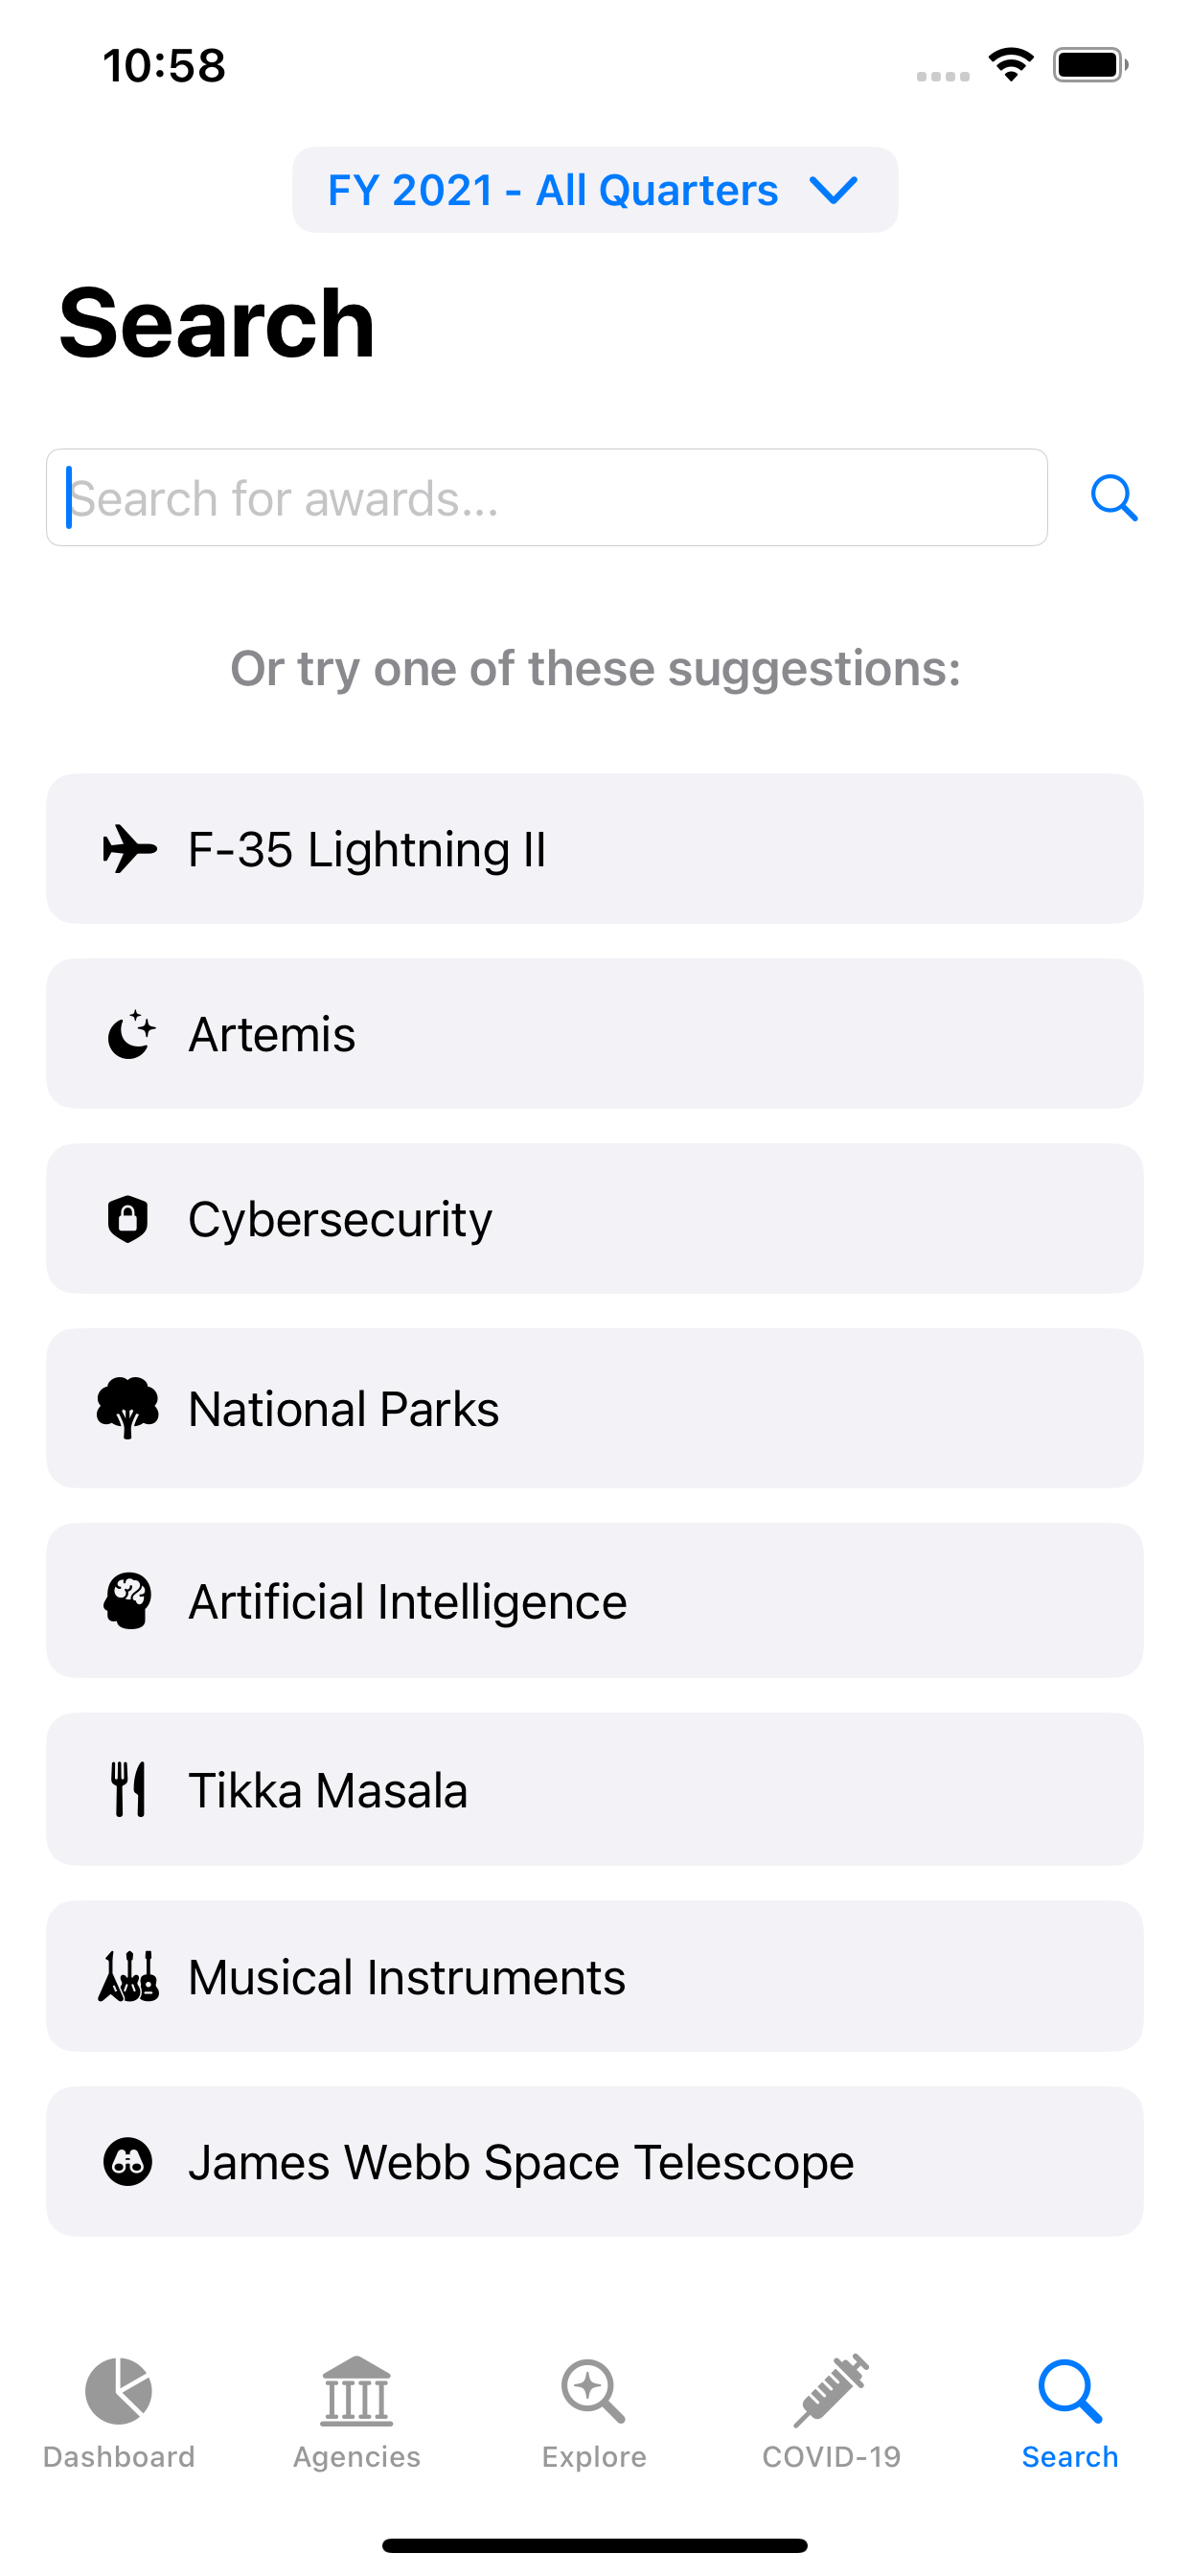 10:58
FY 2021 - All Quarters
Search
Search for awards...
Or try one of these suggestions:
F-35 Lightning II
Artemis
Cybersecurity
National Parks
Artificial Intelligence
Tikka Masala
Musical Instruments
James Webb Space Telescope
Dashboard
Agencies
Explore
COVID-19
Search